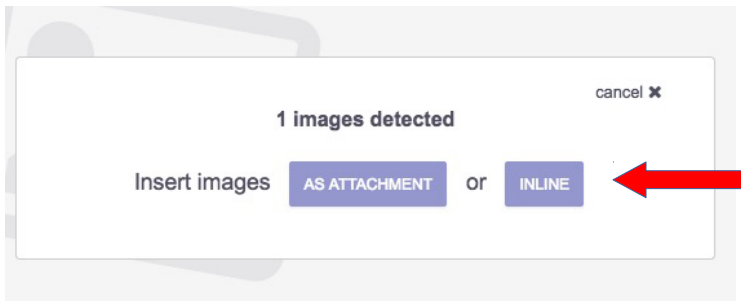 cancel ✖
1 images detected
Insert images AS ATTACHMENT or INLINE